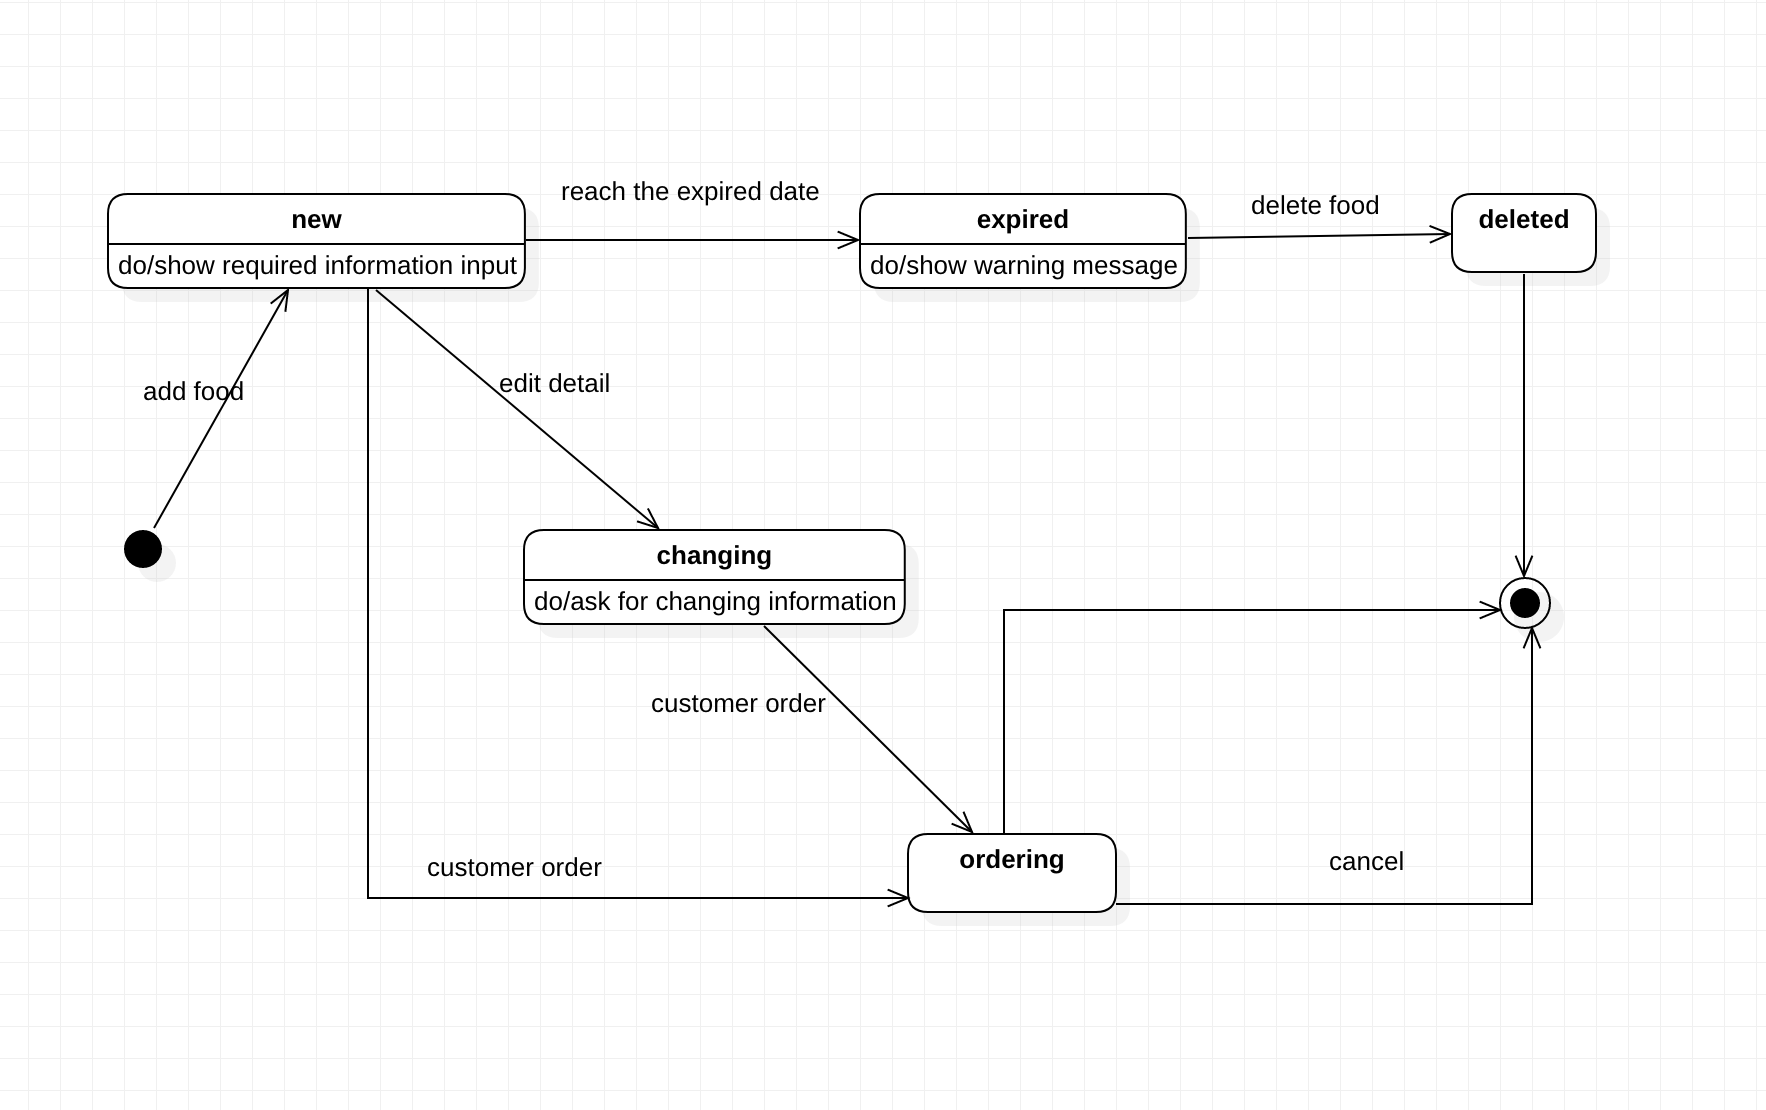 reach the expired date
delete food
new
do/show required information input
expired
do/show warning message
deleted
add food
edit detail
changing
do/ask for changing information
customer order
customer order
ordering
cancel